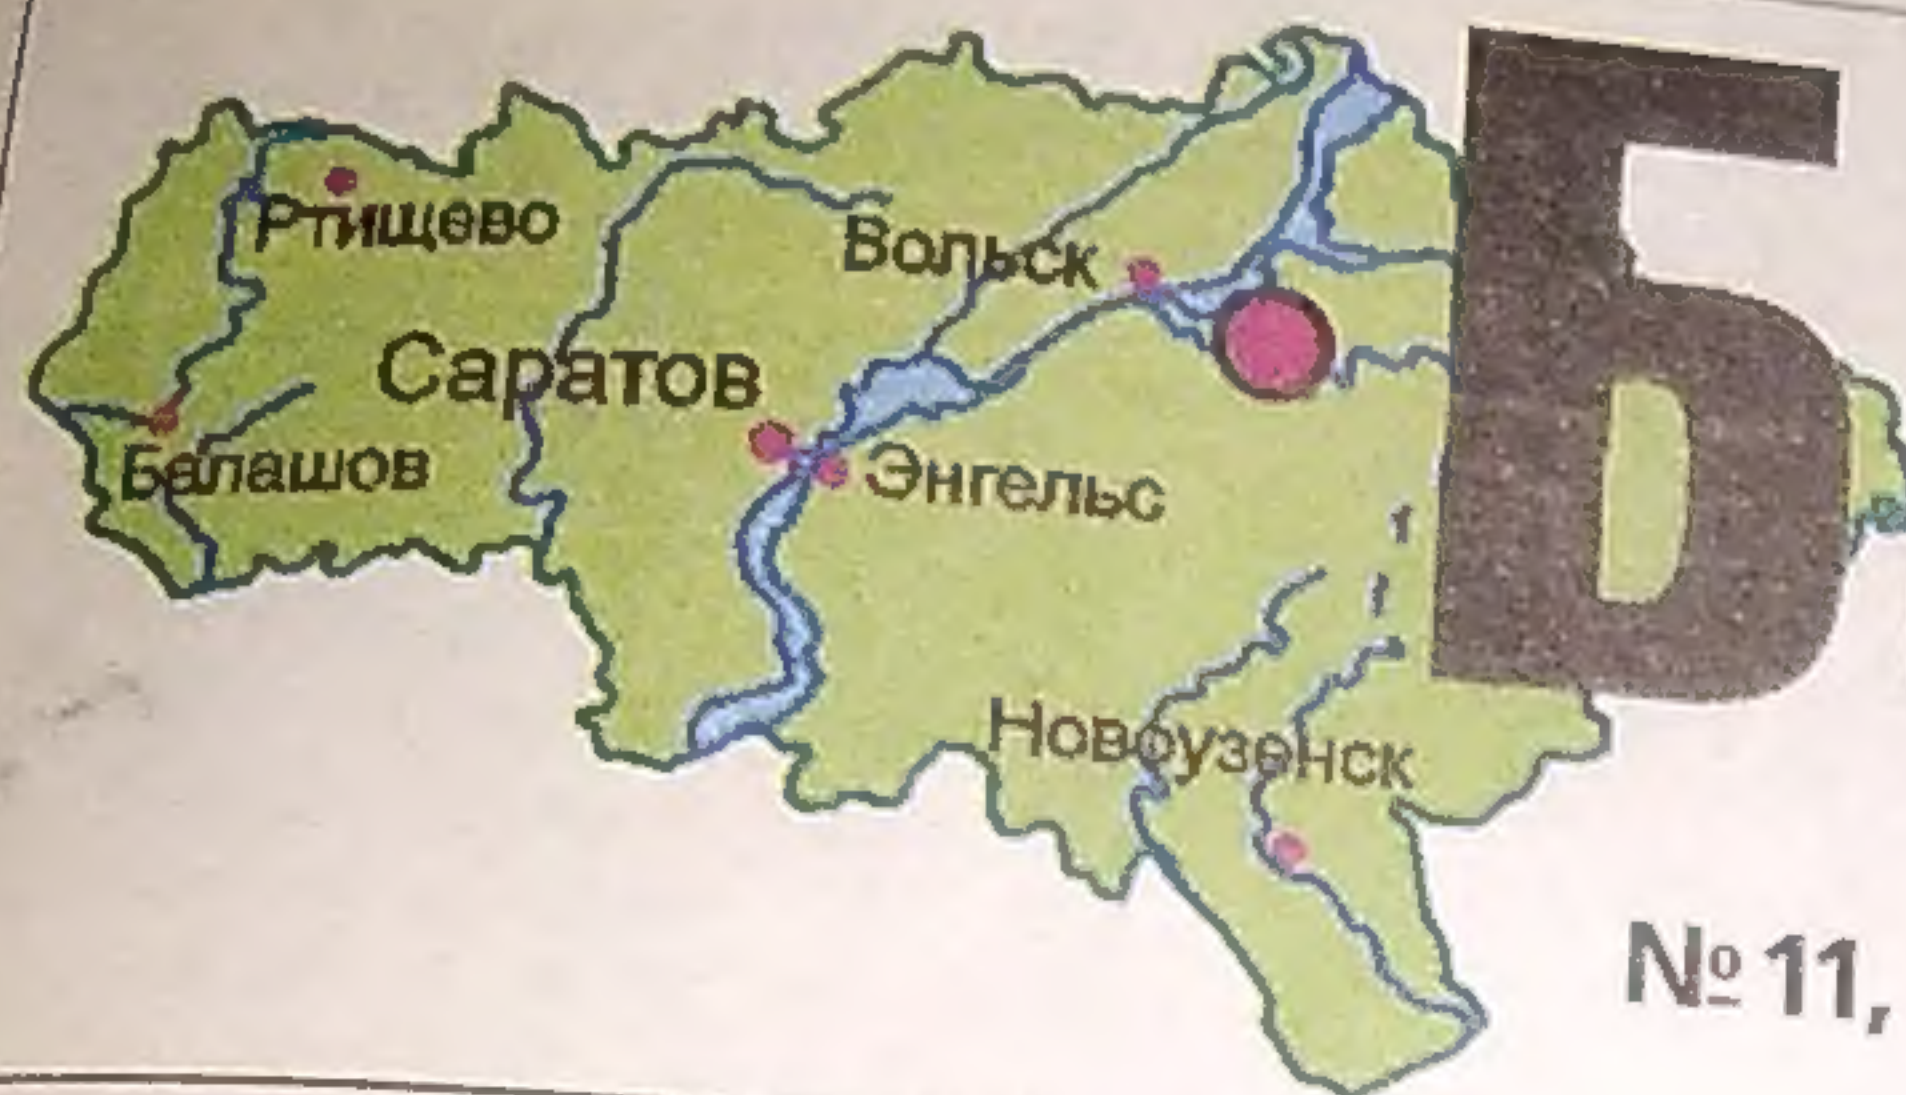 Б
Ртищево
Вольск
Саратов
Балашов
Энгельс
Новоузенск
№ 11,